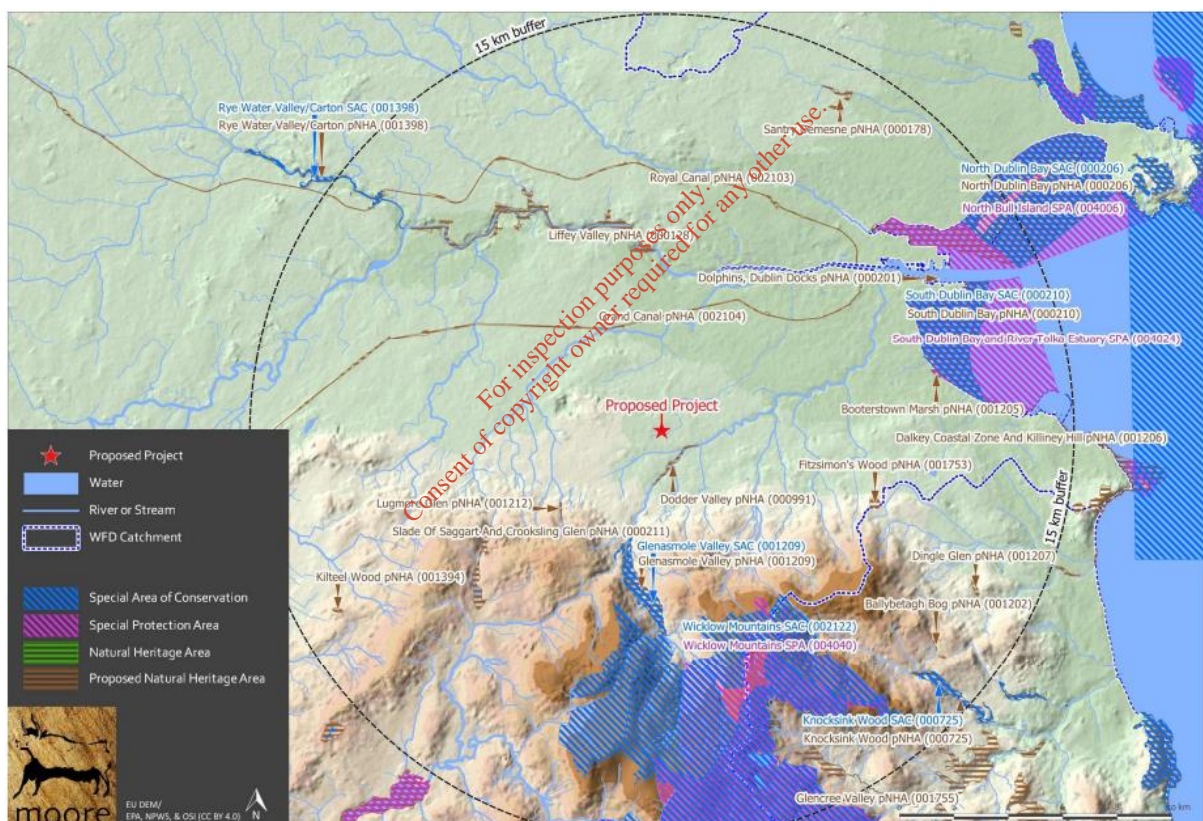 15 km buffer
Rye Water Valley/Carton SAC (001398)
Rye Water Valley/Carton pNHA (001398)
Santry Demesne pNHA (000178)
Royal Canal pNHA (002103)
North Dublin Bay SAC (000206)
North Dublin Bay pNHA (000206)
North Bull Island SPA (004006)
Liffey Valley pNHA (000128)
Dolphins, Dublin Docks pNHA (000201)
South Dublin Bay SAC (000210)
South Dublin Bay pNHA (000210)
Grand Canal pNHA (002104)
South Dublin Bay and River Tolka Estuary SPA (004024)
For inspection purposes only.
Consent of copyright owner required for any other use.
Proposed Project
Booterstown Marsh pNHA (001205)
Dalkey Coastal Zone And Killiney Hill pNHA (001206)
Fitzsimon's Wood pNHA (001753)
Dodder Valley pNHA (000991)
Lugmore Glen pNHA (001212)
Slade Of Saggart And Crooksling Glen pNHA (000211)
15 km buffer
Glenasmole Valley SAC (001209)
Glenasmole Valley pNHA (001209)
Dingle Glen pNHA (001207)
Kilteel Wood pNHA (001394)
Ballybetagh Bog pNHA (001202)
Wicklow Mountains SAC (002122)
Wicklow Mountains SPA (004040)
Knocksink Wood SAC (000725)
Knocksink Wood pNHA (000725)
Glencree Valley pNHA (001755)
Proposed Project
Water
River or Stream
WFD Catchment
Special Area of Conservation
Special Protection Area
Natural Heritage Area
Proposed Natural Heritage Area
moore
EU DEM/
EPA, NPWS, & OSI (CC BY 4.0)
N
km